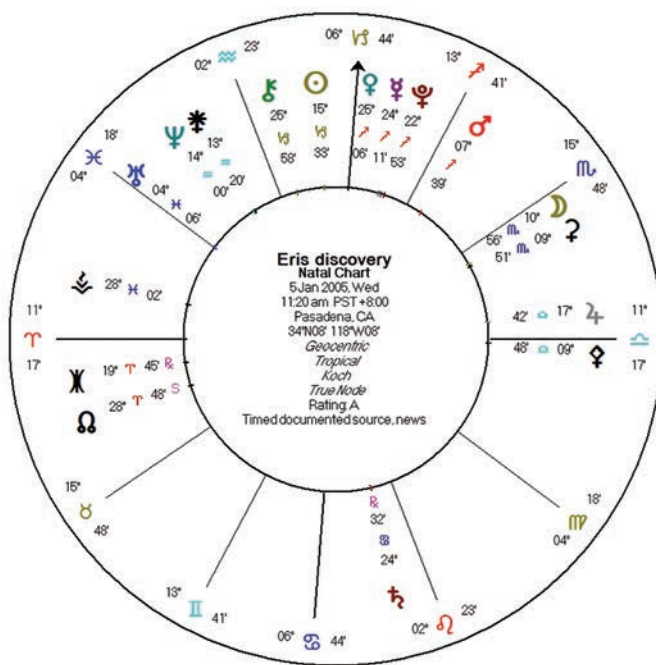 06° ♑ 44'
13° ♐ 41'
15° ♏ 48'
11° ♎ 17'
18' ♍ 04°
23' ♌ 02°
06° ♋ 44'
13° ♊ 41'
15° ♉ 48'
11° ♈ 17'
18' ♓ 04°
02° ♒ 23'
⚷ 25° ♑ 58'
☉ 15° ♑ 33'
♀ 25° ♐ 06'
☿ 24° ♐ 11'
22° ♐ 53'
♂ 07° ♐ 39'
☽ 10° ♏ 56'
⚳ 09° ♏ 51'
42' ♎ 17° ♃
48' ♎ 09° ⚴
℞ 32' ♋ 24° ♄
28° ♈ 48' S
19° ♈ 45' ℞
28° ♓ 02'
♅ 04° ♓ 06'
♆ 14° ♒ 00'
⚵ 13° ♒ 20'
Eris discovery
Natal Chart
5 Jan 2005, Wed
11:20 am PST +8:00
Pasadena, CA
34°N08' 118°W08'
Geocentric
Tropical
Koch
True Node
Rating: A
Timed documented source, news